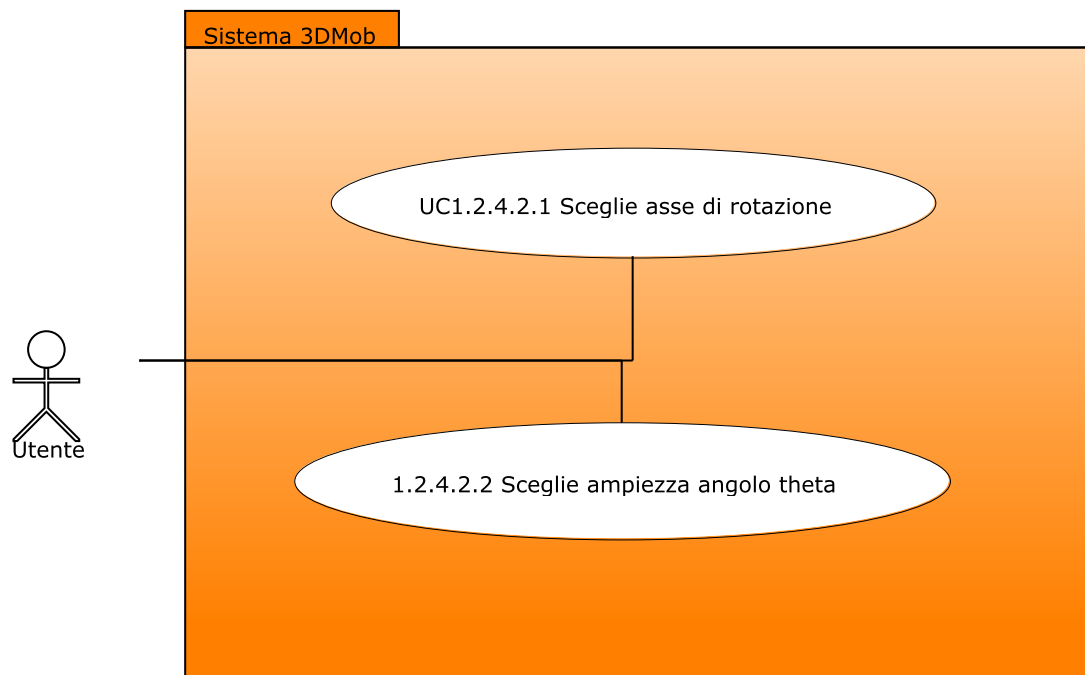 Sistema 3DMob
UC1.2.4.2.1 Sceglie asse di rotazione
Utente
1.2.4.2.2 Sceglie ampiezza angolo theta